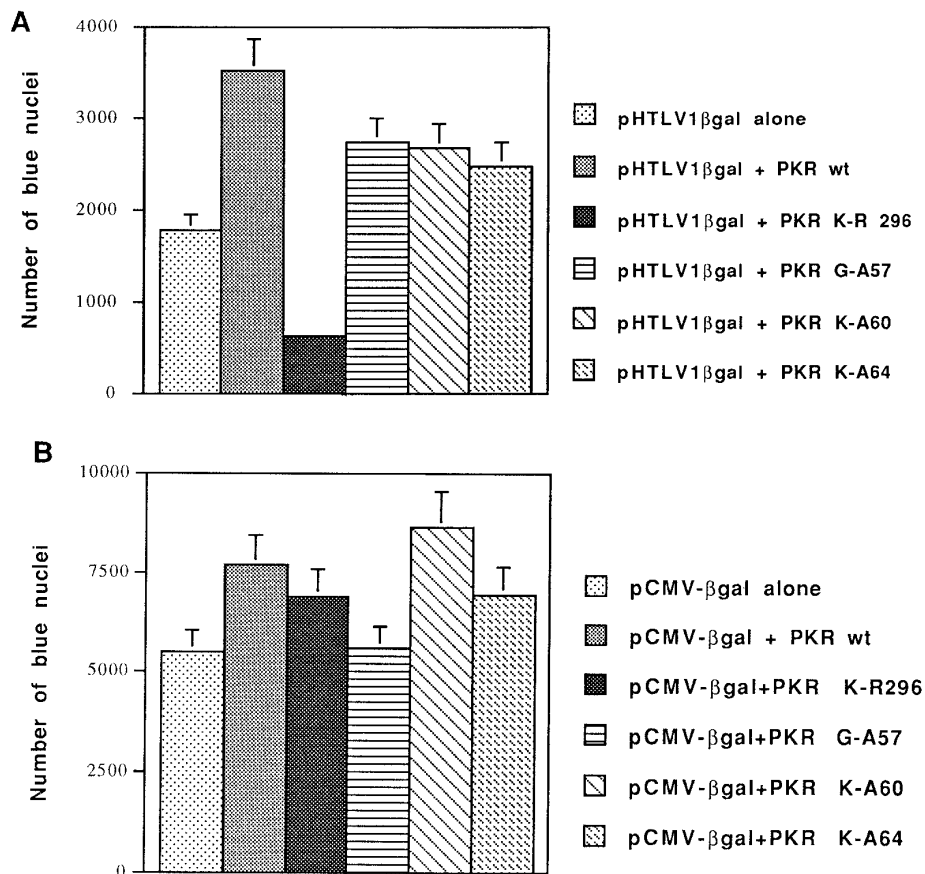 A
Number of blue nuclei
4000
3000
2000
1000
0
pHTLV1βgal alone
pHTLV1βgal + PKR wt
pHTLV1βgal + PKR K-R 296
pHTLV1βgal + PKR G-A57
pHTLV1βgal + PKR K-A60
pHTLV1βgal + PKR K-A64
B
Number of blue nuclei
10000
7500
5000
2500
0
pCMV-βgal alone
pCMV-βgal + PKR wt
pCMV-βgal+PKR K-R296
pCMV-βgal+PKR G-A57
pCMV-βgal+PKR K-A60
pCMV-βgal+PKR K-A64